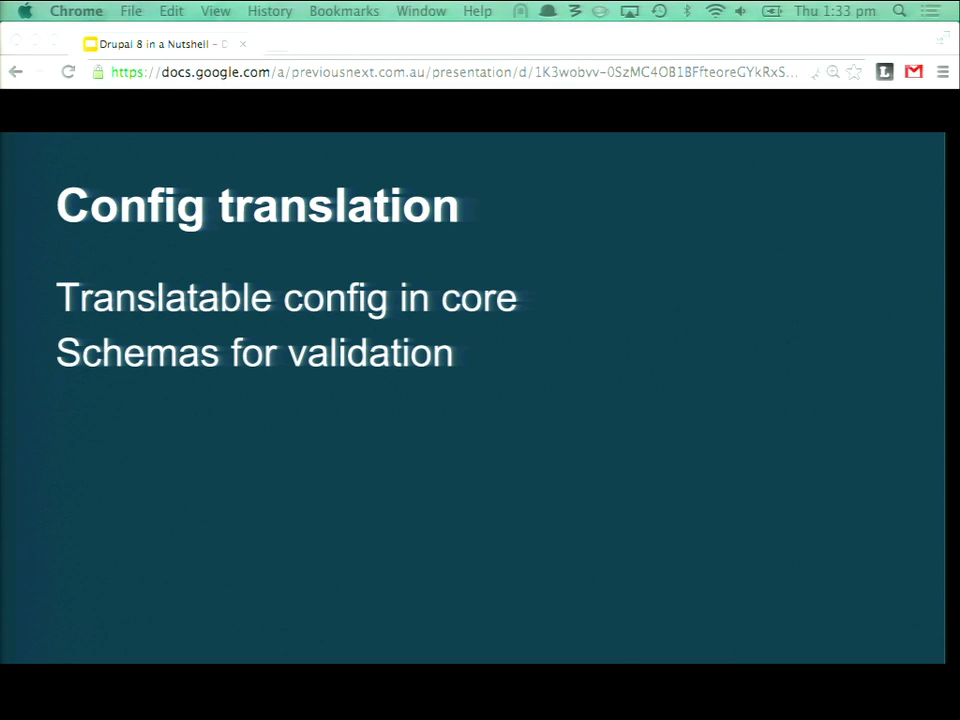 Chrome File Edit View History Bookmarks Window Help Thu 1:33 pm
Drupal 8 in a Nutshell -
https://docs.google.com/a/previousnext.com.au/presentation/d/1K3wobvv-0SzMC4OB1BFfteoreGYkRxS...
Config translation
Translatable config in core
Schemas for validation